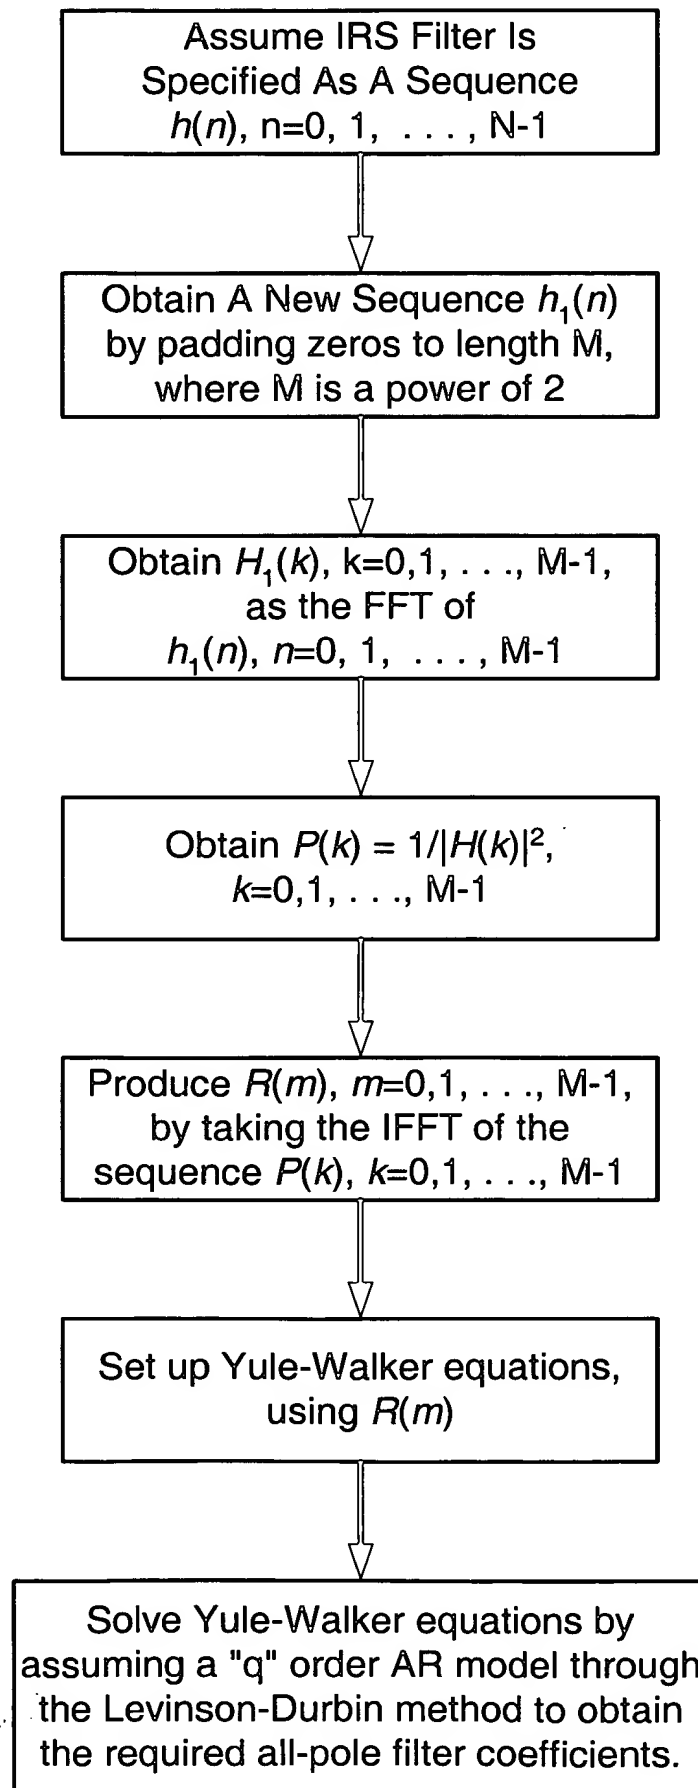 Assume IRS Filter Is
Specified As A Sequence
h(n), n=0, 1, . . . , N-1
Obtain A New Sequence h₁(n)
by padding zeros to length M,
where M is a power of 2
Obtain H₁(k), k=0,1, . . ., M-1,
as the FFT of
h₁(n), n=0, 1, . . . , M-1
Obtain P(k) = 1/|H(k)|²,
k=0,1, . . ., M-1
Produce R(m), m=0,1, . . ., M-1,
by taking the IFFT of the
sequence P(k), k=0,1, . . ., M-1
Set up Yule-Walker equations,
using R(m)
Solve Yule-Walker equations by
assuming a "q" order AR model through
the Levinson-Durbin method to obtain
the required all-pole filter coefficients.